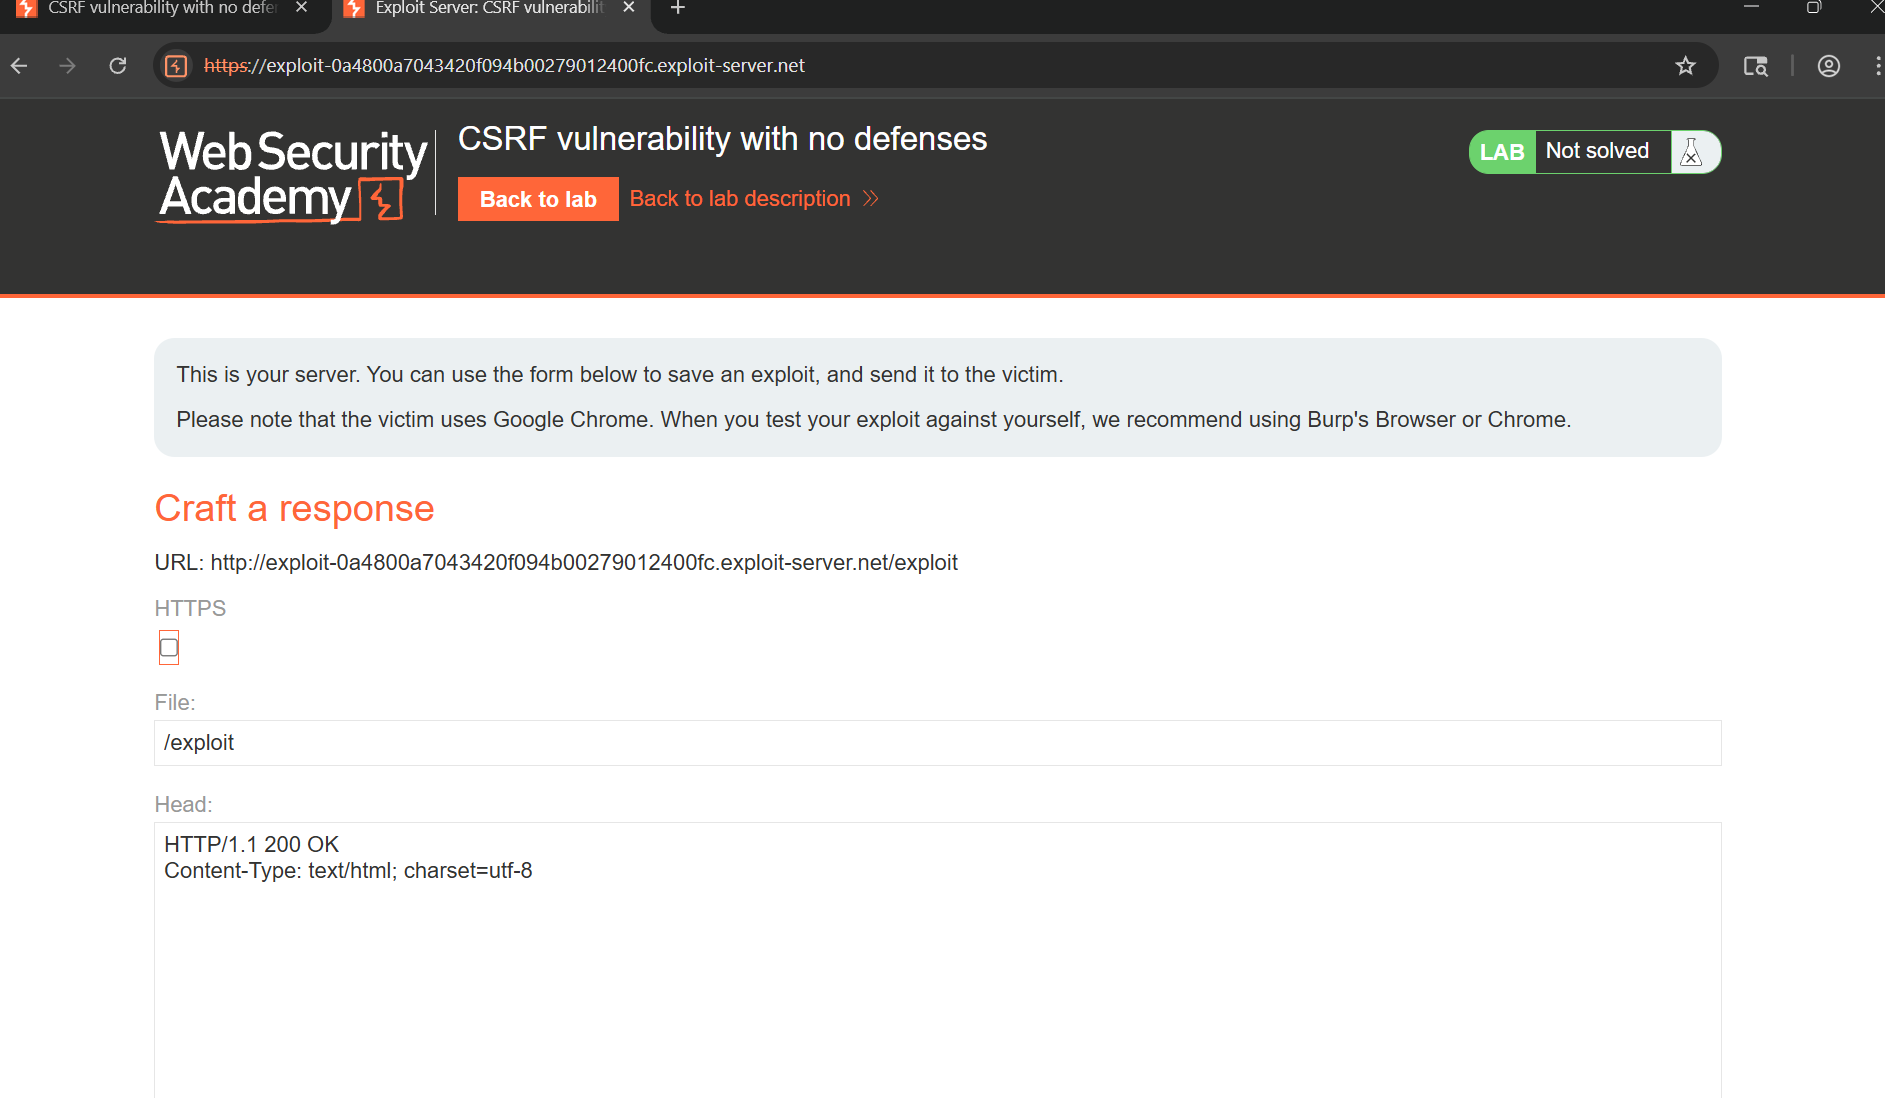 CSRF vulnerability with no defe
Exploit Server: CSRF vulnerabilit
https://exploit-0a4800a7043420f094b00279012400fc.exploit-server.net
WebSecurity
Academy
CSRF vulnerability with no defenses
Back to lab
Back to lab description
LAB
Not solved
This is your server. You can use the form below to save an exploit, and send it to the victim.
Please note that the victim uses Google Chrome. When you test your exploit against yourself, we recommend using Burp's Browser or Chrome.
Craft a response
URL: http://exploit-0a4800a7043420f094b00279012400fc.exploit-server.net/exploit
HTTPS
File:
/exploit
Head:
HTTP/1.1 200 OK
Content-Type: text/html; charset=utf-8